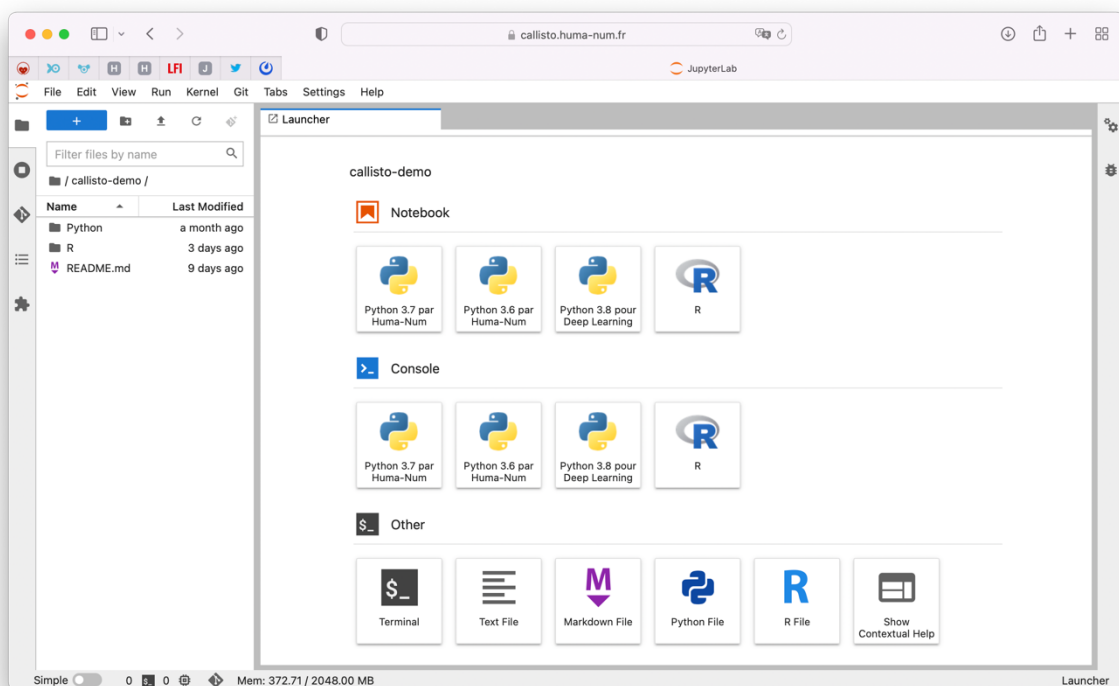 callisto.huma-num.fr
H
H
LFI
J
JupyterLab
File Edit View Run Kernel Git Tabs Settings Help
+
Launcher
Filter files by name
/ callisto-demo /
Name
Last Modified
Python
a month ago
R
3 days ago
README.md
9 days ago
callisto-demo
Notebook
Python 3.7 par
Huma-Num
Python 3.6 par
Huma-Num
Python 3.8 pour
Deep Learning
R
Console
Python 3.7 par
Huma-Num
Python 3.6 par
Huma-Num
Python 3.8 pour
Deep Learning
R
$_ Other
$_
Terminal
Text File
M
Markdown File
Python File
R
R File
Show
Contextual Help
Simple
0
$_
0
Mem: 372.71 / 2048.00 MB
Launcher